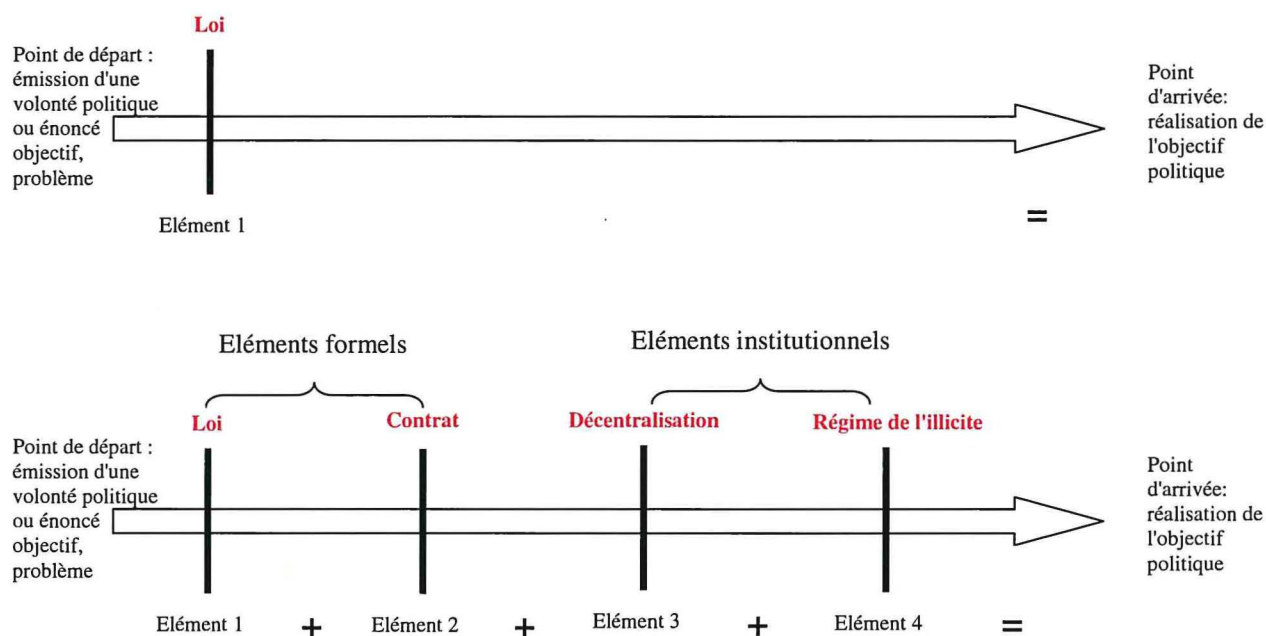 Loi
Point de départ :
émission d'une
volonté politique
ou énoncé
objectif,
problème
Point
d'arrivée:
réalisation de
l'objectif
politique
Elément 1
=
Eléments formels
Eléments institutionnels
Loi
Contrat
Décentralisation
Régime de l'illicite
Point de départ :
émission d'une
volonté politique
ou énoncé
objectif,
problème
Point
d'arrivée:
réalisation de
l'objectif
politique
Elément 1 + Elément 2 + Elément 3 + Elément 4 =